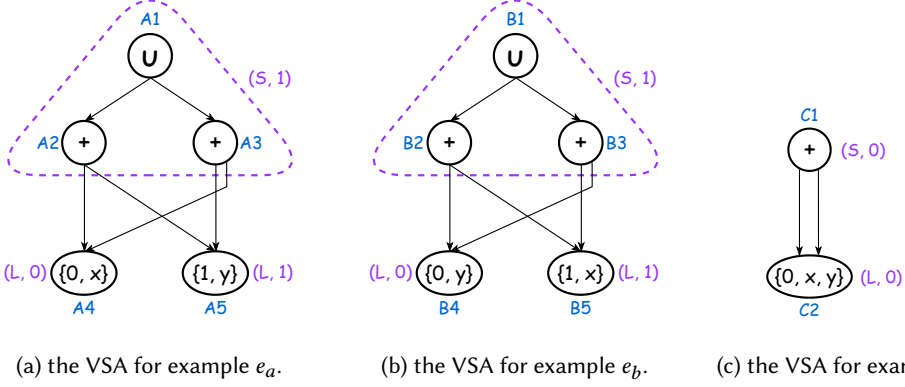 A1
∪
(S, 1)
A2
+
+
A3
(L, 0)
{0, x}
{1, y}
(L, 1)
A4
A5
(a) the VSA for example e_a.
B1
∪
(S, 1)
B2
+
+
B3
(L, 0)
{0, y}
{1, x}
(L, 1)
B4
B5
(b) the VSA for example e_b.
C1
+
(S, 0)
{0, x, y}
(L, 0)
C2
(c) the VSA for